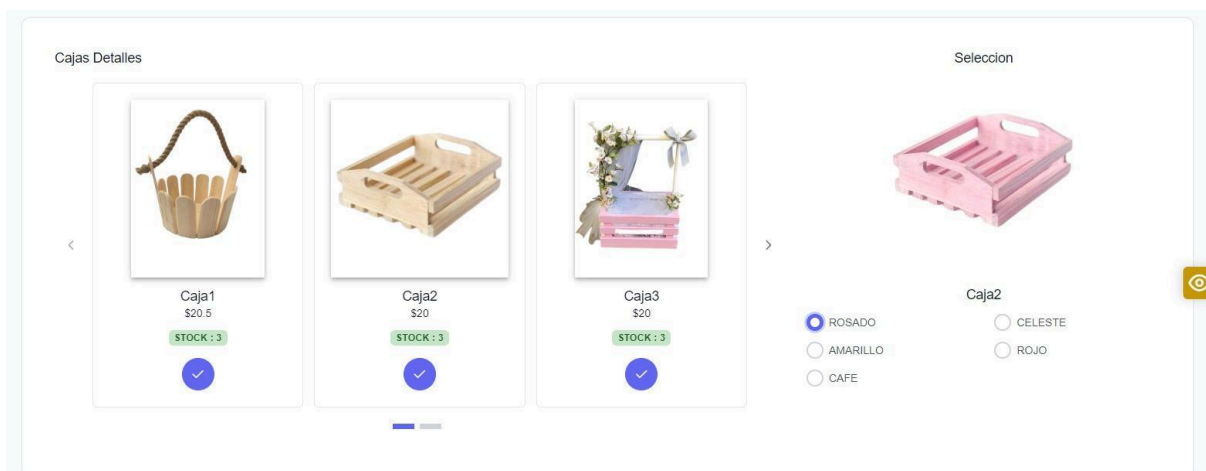 Cajas Detalles
Seleccion
Caja1
$20.5
STOCK : 3
Caja2
$20
STOCK : 3
Caja3
$20
STOCK : 3
Caja2
ROSADO
CELESTE
AMARILLO
ROJO
CAFE